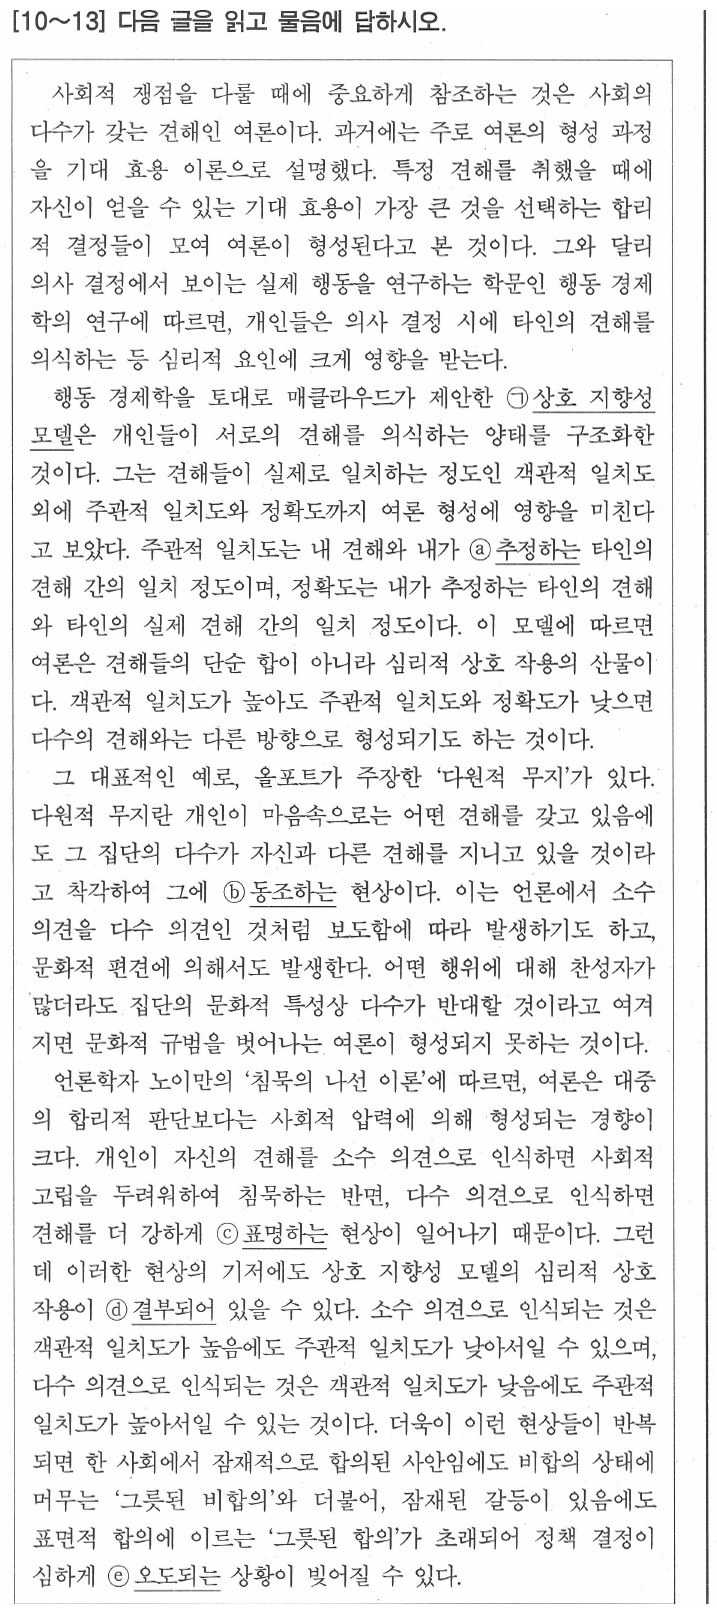 [10～13] 다음 글을 읽고 물음에 답하시오.
사회적 쟁점을 다룰 때에 중요하게 참조하는 것은 사회의
다수가 갖는 견해인 여론이다. 과거에는 주로 여론의 형성 과정
을 기대 효용 이론으로 설명했다. 특정 견해를 취했을 때에
자신이 얻을 수 있는 기대 효용이 가장 큰 것을 선택하는 합리
적 결정들이 모여 여론이 형성된다고 본 것이다. 그와 달리
의사 결정에서 보이는 실제 행동을 연구하는 학문인 행동 경제
학의 연구에 따르면, 개인들은 의사 결정 시에 타인의 견해를
의식하는 등 심리적 요인에 크게 영향을 받는다.
행동 경제학을 토대로 매클라우드가 제안한 ㉠상호 지향성
모델은 개인들이 서로의 견해를 의식하는 양태를 구조화한
것이다. 그는 견해들이 실제로 일치하는 정도인 객관적 일치도
외에 주관적 일치도와 정확도까지 여론 형성에 영향을 미친다
고 보았다. 주관적 일치도는 내 견해와 내가 ⓐ추정하는 타인의
견해 간의 일치 정도이며, 정확도는 내가 추정하는 타인의 견해
와 타인의 실제 견해 간의 일치 정도이다. 이 모델에 따르면
여론은 견해들의 단순 합이 아니라 심리적 상호 작용의 산물이
다. 객관적 일치도가 높아도 주관적 일치도와 정확도가 낮으면
다수의 견해와는 다른 방향으로 형성되기도 하는 것이다.
그 대표적인 예로, 올포트가 주장한 ‘다원적 무지’가 있다.
다원적 무지란 개인이 마음속으로는 어떤 견해를 갖고 있음에
도 그 집단의 다수가 자신과 다른 견해를 지니고 있을 것이라
고 착각하여 그에 ⓑ동조하는 현상이다. 이는 언론에서 소수
의견을 다수 의견인 것처럼 보도함에 따라 발생하기도 하고,
문화적 편견에 의해서도 발생한다. 어떤 행위에 대해 찬성자가
많더라도 집단의 문화적 특성상 다수가 반대할 것이라고 여겨
지면 문화적 규범을 벗어나는 여론이 형성되지 못하는 것이다.
언론학자 노이만의 ‘침묵의 나선 이론’에 따르면, 여론은 대중
의 합리적 판단보다는 사회적 압력에 의해 형성되는 경향이
크다. 개인이 자신의 견해를 소수 의견으로 인식하면 사회적
고립을 두려워하여 침묵하는 반면, 다수 의견으로 인식하면
견해를 더 강하게 ⓒ표명하는 현상이 일어나기 때문이다. 그런
데 이러한 현상의 기저에도 상호 지향성 모델의 심리적 상호
작용이 ⓓ결부되어 있을 수 있다. 소수 의견으로 인식되는 것은
객관적 일치도가 높음에도 주관적 일치도가 낮아서일 수 있으며,
다수 의견으로 인식되는 것은 객관적 일치도가 낮음에도 주관적
일치도가 높아서일 수 있는 것이다. 더욱이 이런 현상들이 반복
되면 한 사회에서 잠재적으로 합의된 사안임에도 비합의 상태에
머무는 ‘그릇된 비합의’와 더불어, 잠재된 갈등이 있음에도
표면적 합의에 이르는 ‘그릇된 합의’가 초래되어 정책 결정이
심하게 ⓔ오도되는 상황이 빚어질 수 있다.